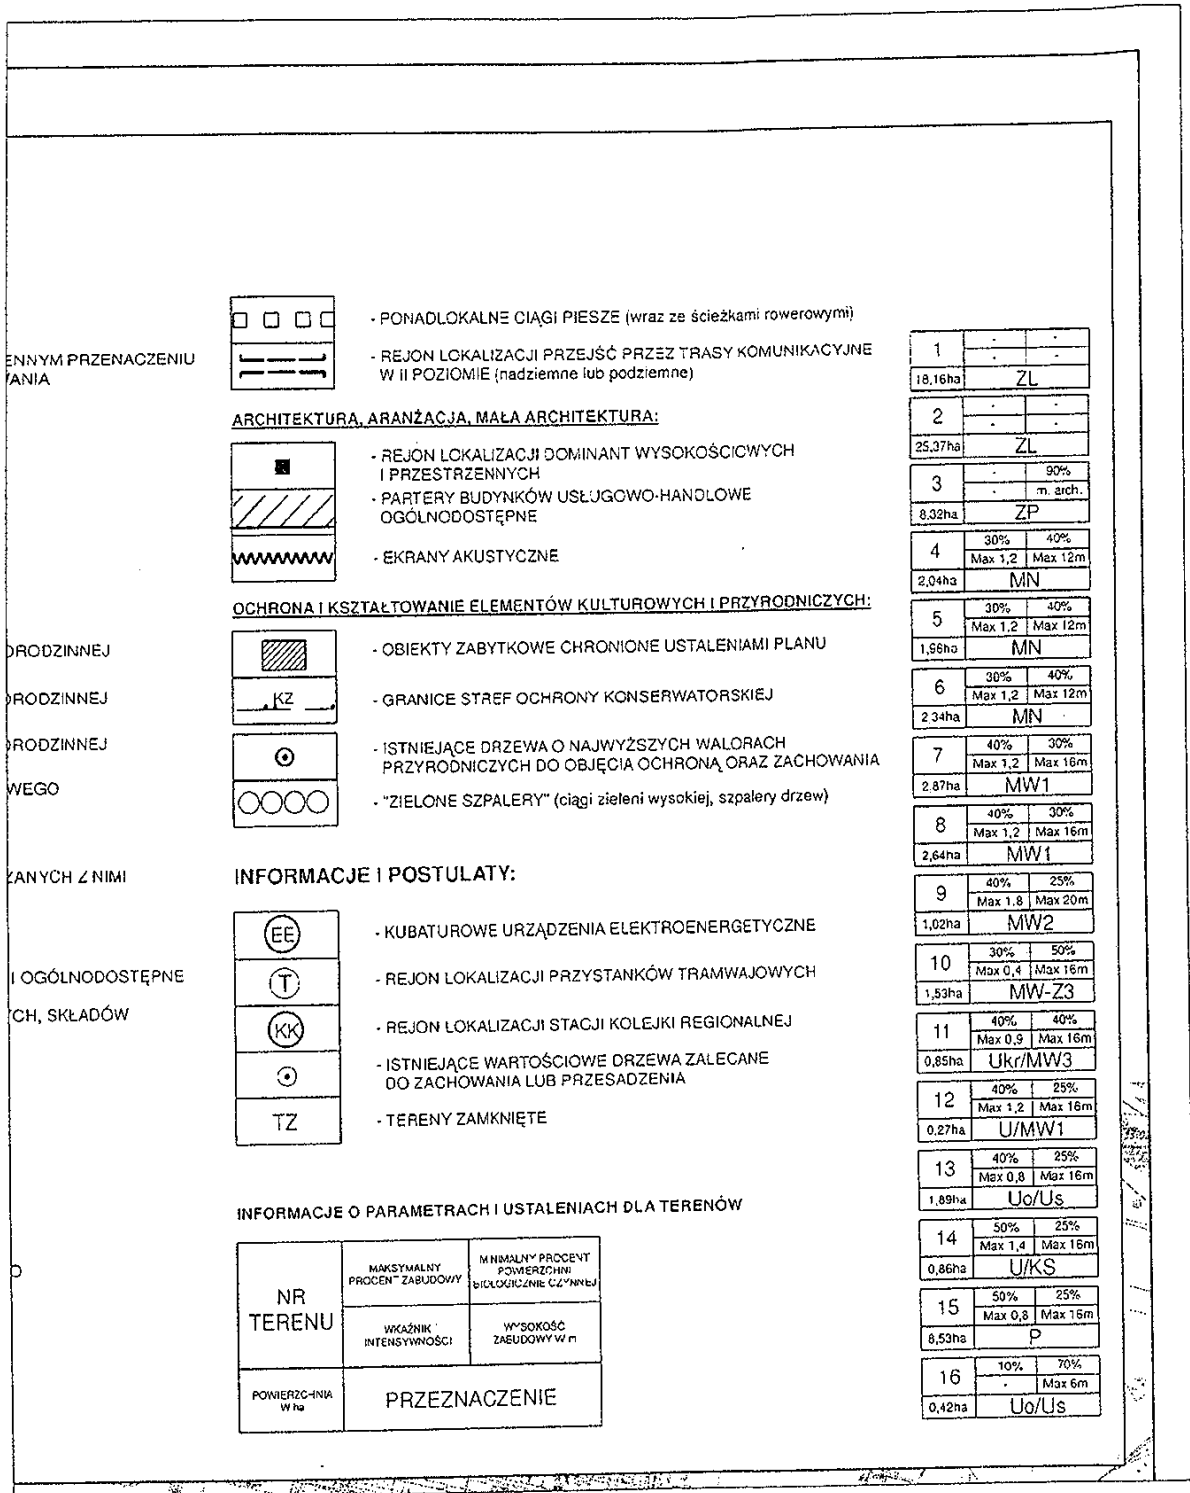 ENNYM PRZENACZENIU
ANIA
DRODZINNEJ
DRODZINNEJ
DRODZINNEJ
WEGO
ZANYCH Z NIMI
I OGÓLNODOSTĘPNE
CH, SKŁADÓW
- PONADLOKALNE CIĄGI PIESZE (wraz ze ścieżkami rowerowymi)
- REJON LOKALIZACJI PRZEJŚĆ PRZEZ TRASY KOMUNIKACYJNE
W II POZIOMIE (nadziemne lub podziemne)
ARCHITEKTURA, ARANŻACJA, MAŁA ARCHITEKTURA:
- REJON LOKALIZACJI DOMINANT WYSOKOŚCIOWYCH
I PRZESTRZENNYCH
- PARTERY BUDYNKÓW USŁUGOWO-HANDLOWE
OGÓLNODOSTĘPNE
- EKRANY AKUSTYCZNE
OCHRONA I KSZTAŁTOWANIE ELEMENTÓW KULTUROWYCH I PRZYRODNICZYCH:
- OBIEKTY ZABYTKOWE CHRONIONE USTALENIAMI PLANU
KZ
- GRANICE STREF OCHRONY KONSERWATORSKIEJ
- ISTNIEJĄCE DRZEWA O NAJWYŻSZYCH WALORACH
PRZYRODNICZYCH DO OBJĘCIA OCHRONĄ ORAZ ZACHOWANIA
- "ZIELONE SZPALERY" (ciągi zieleni wysokiej, szpalery drzew)
INFORMACJE I POSTULATY:
EE
- KUBATUROWE URZĄDZENIA ELEKTROENERGETYCZNE
T
- REJON LOKALIZACJI PRZYSTANKÓW TRAMWAJOWYCH
KK
- REJON LOKALIZACJI STACJI KOLEJKI REGIONALNEJ
- ISTNIEJĄCE WARTOŚCIOWE DRZEWA ZALECANE
DO ZACHOWANIA LUB PRZESADZENIA
TZ
- TERENY ZAMKNIĘTE
INFORMACJE O PARAMETRACH I USTALENIACH DLA TERENÓW
NR
TERENU
MAKSYMALNY
PROCENT ZABUDOWY
MINIMALNY PROCENT
POWIERZCHNI
BIOLOGICZNIE CZYNNEJ
WKAŹNIK
INTENSYWNOŚCI
WYSOKOŚĆ
ZABUDOWY W m
POWIERZCHNIA
W ha
PRZEZNACZENIE
1 - -
- -
18,16ha ZL
2 - -
- -
25,37ha ZL
3 - 90%
- m. arch.
8,32ha ZP
4 30% 40%
Max 1,2 Max 12m
2,04ha MN
5 30% 40%
Max 1,2 Max 12m
1,96ha MN
6 30% 40%
Max 1,2 Max 12m
2,34ha MN
7 40% 30%
Max 1,2 Max 16m
2,87ha MW1
8 40% 30%
Max 1,2 Max 16m
2,64ha MW1
9 40% 25%
Max 1,8 Max 20m
1,02ha MW2
10 30% 50%
Max 0,4 Max 16m
1,53ha MW-Z3
11 40% 40%
Max 0,9 Max 16m
0,85ha Ukr/MW3
12 40% 25%
Max 1,2 Max 16m
0,27ha U/MW1
13 40% 25%
Max 0,8 Max 16m
1,89ha Uo/Us
14 50% 25%
Max 1,4 Max 16m
0,86ha U/KS
15 50% 25%
Max 0,8 Max 16m
8,53ha P
16 10% 70%
- Max 6m
0,42ha Uo/Us